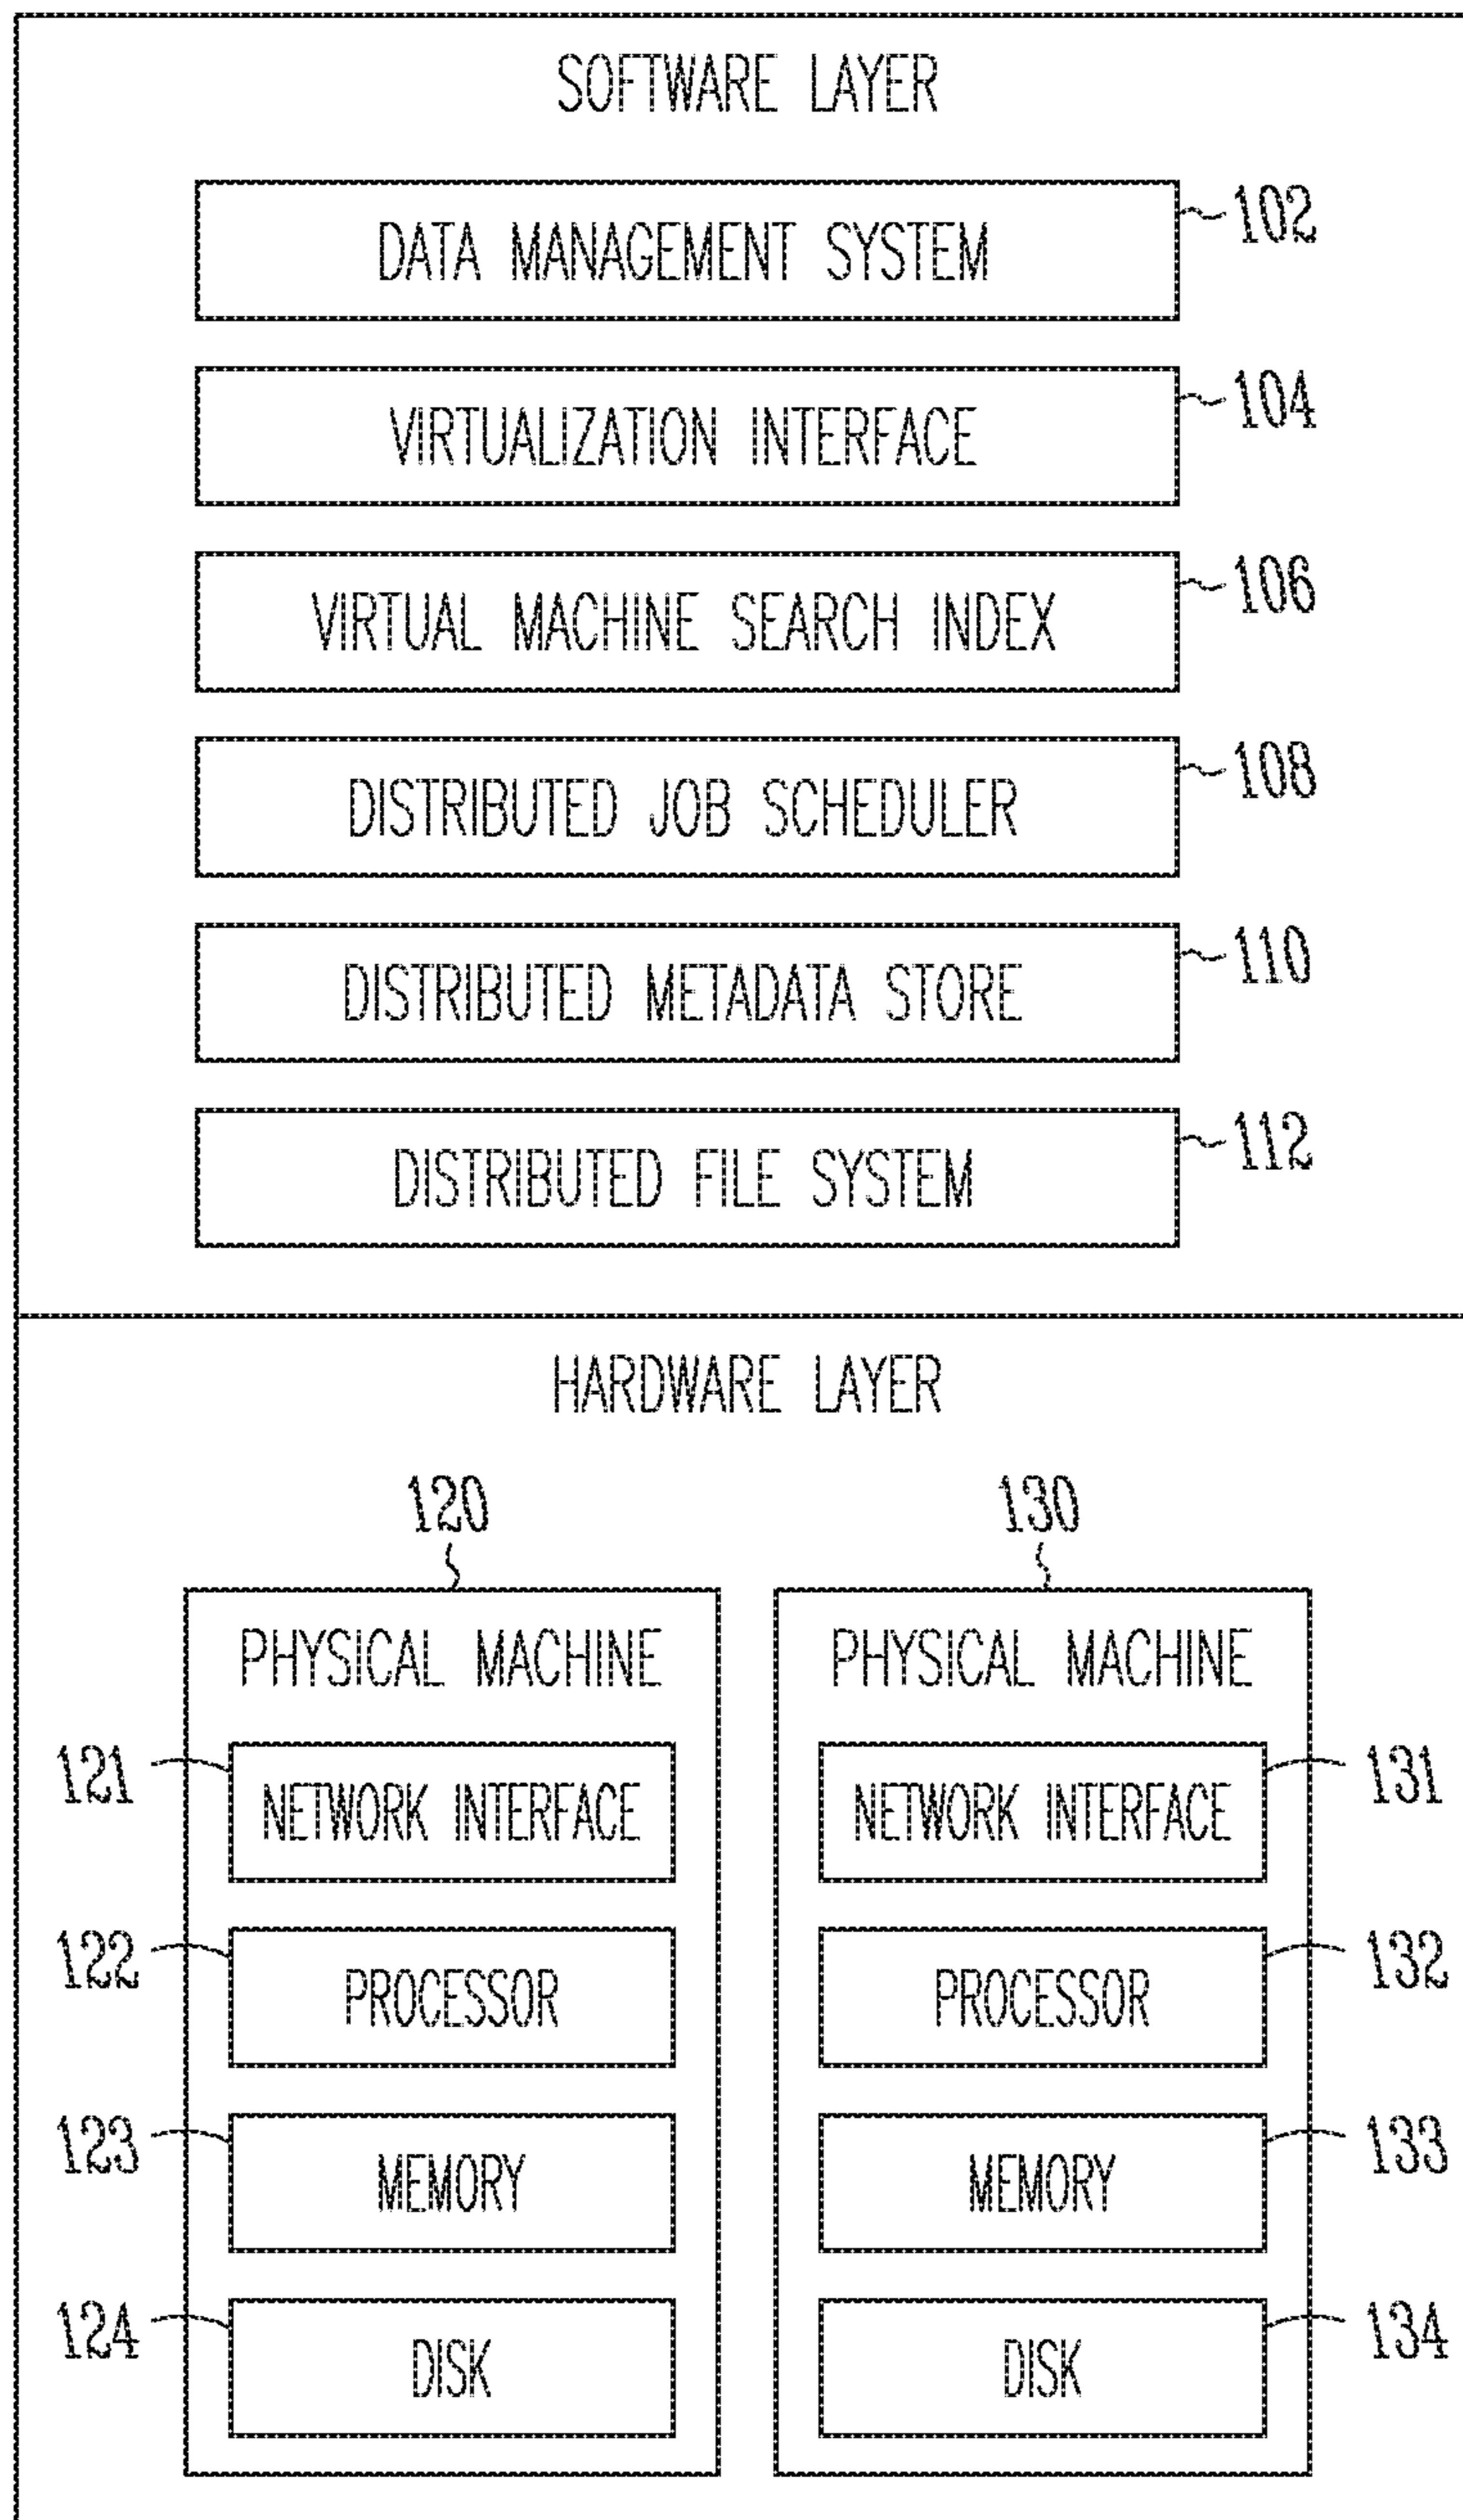 SOFTWARE LAYER
DATA MANAGEMENT SYSTEM
102
VIRTUALIZATION INTERFACE
104
VIRTUAL MACHINE SEARCH INDEX
106
DISTRIBUTED JOB SCHEDULER
108
DISTRIBUTED METADATA STORE
110
DISTRIBUTED FILE SYSTEM
112
HARDWARE LAYER
120
PHYSICAL MACHINE
121
NETWORK INTERFACE
122
PROCESSOR
123
MEMORY
124
DISK
130
PHYSICAL MACHINE
NETWORK INTERFACE
131
PROCESSOR
132
MEMORY
133
DISK
134